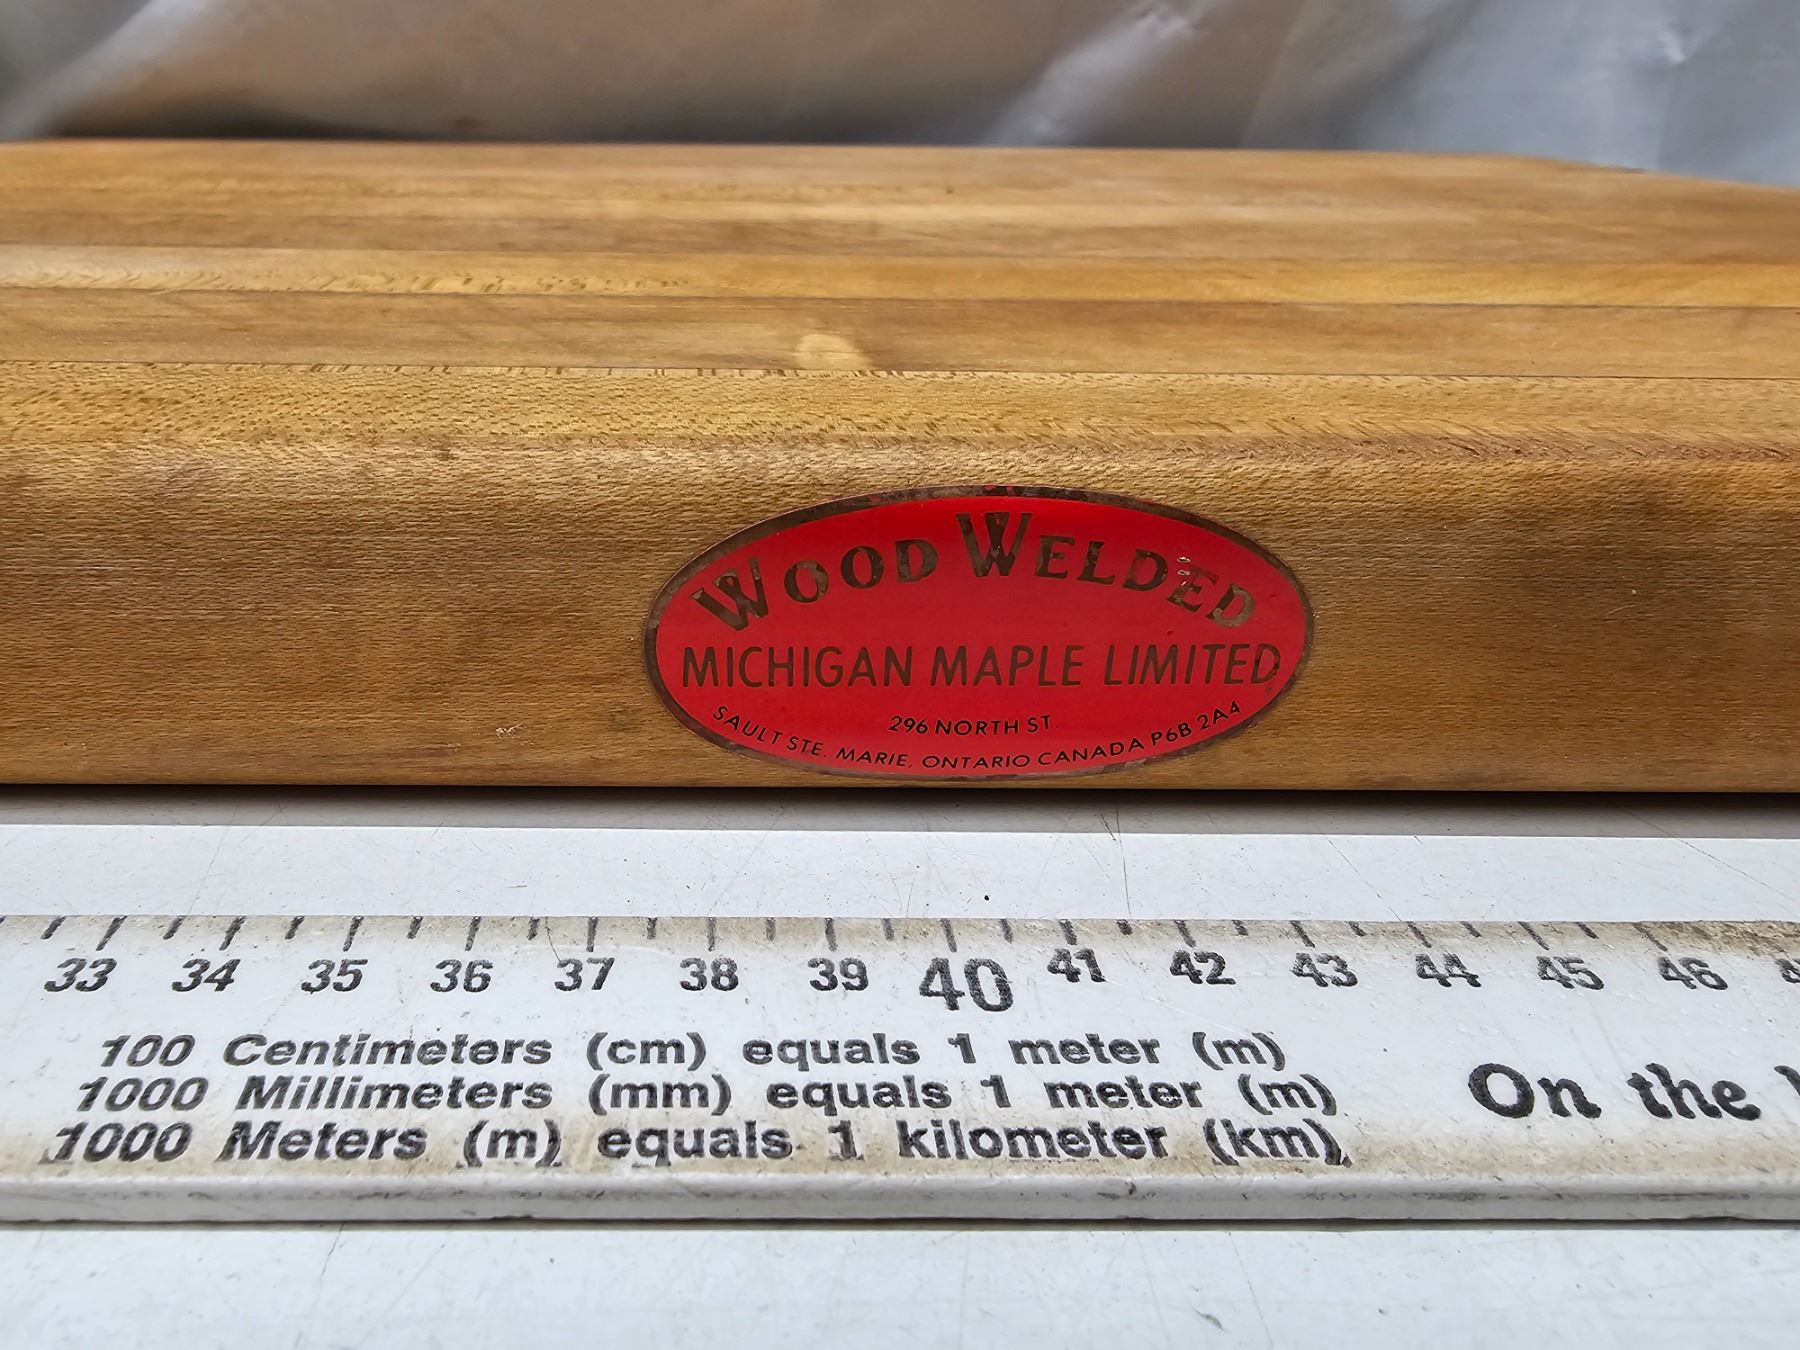 WOOD WELDED
MICHIGAN MAPLE LIMITED
296 NORTH ST.
SAULT STE. MARIE, ONTARIO CANADA P6B 2A4
33 34 35 36 37 38 39 40 41 42 43 44 45 46
100 Centimeters (cm) equals 1 meter (m)
1000 Millimeters (mm) equals 1 meter (m)
1000 Meters (m) equals 1 kilometer (km)
On the